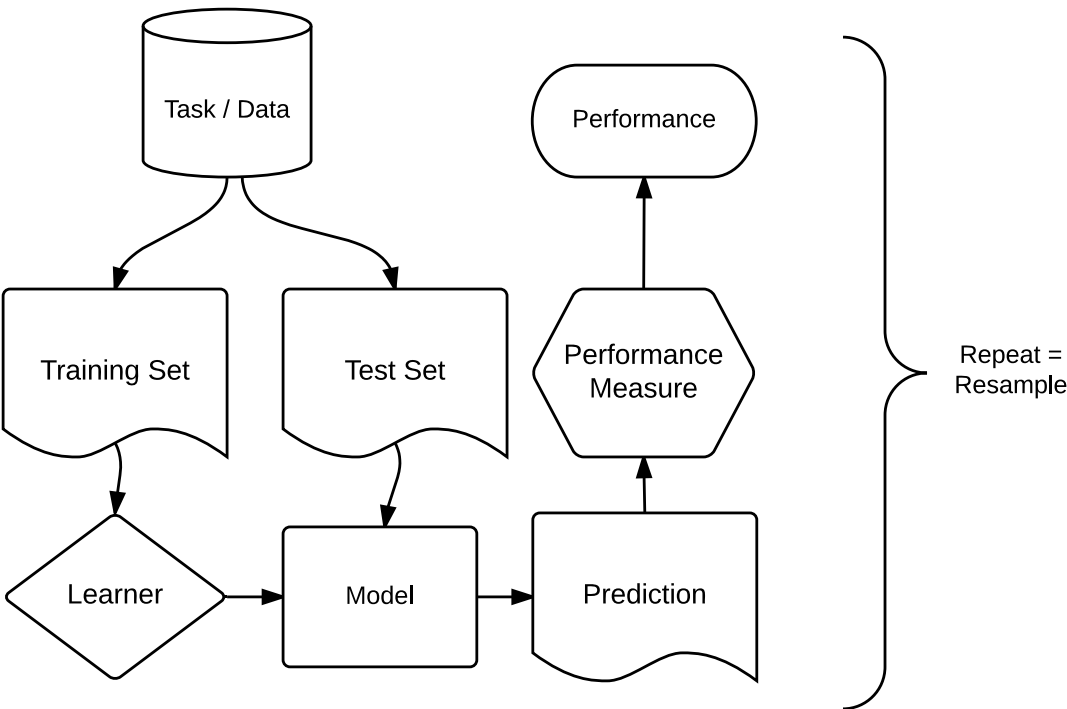 Task / Data
Performance
Training Set
Test Set
Performance
Measure
Repeat =
Resample
Learner
Model
Prediction